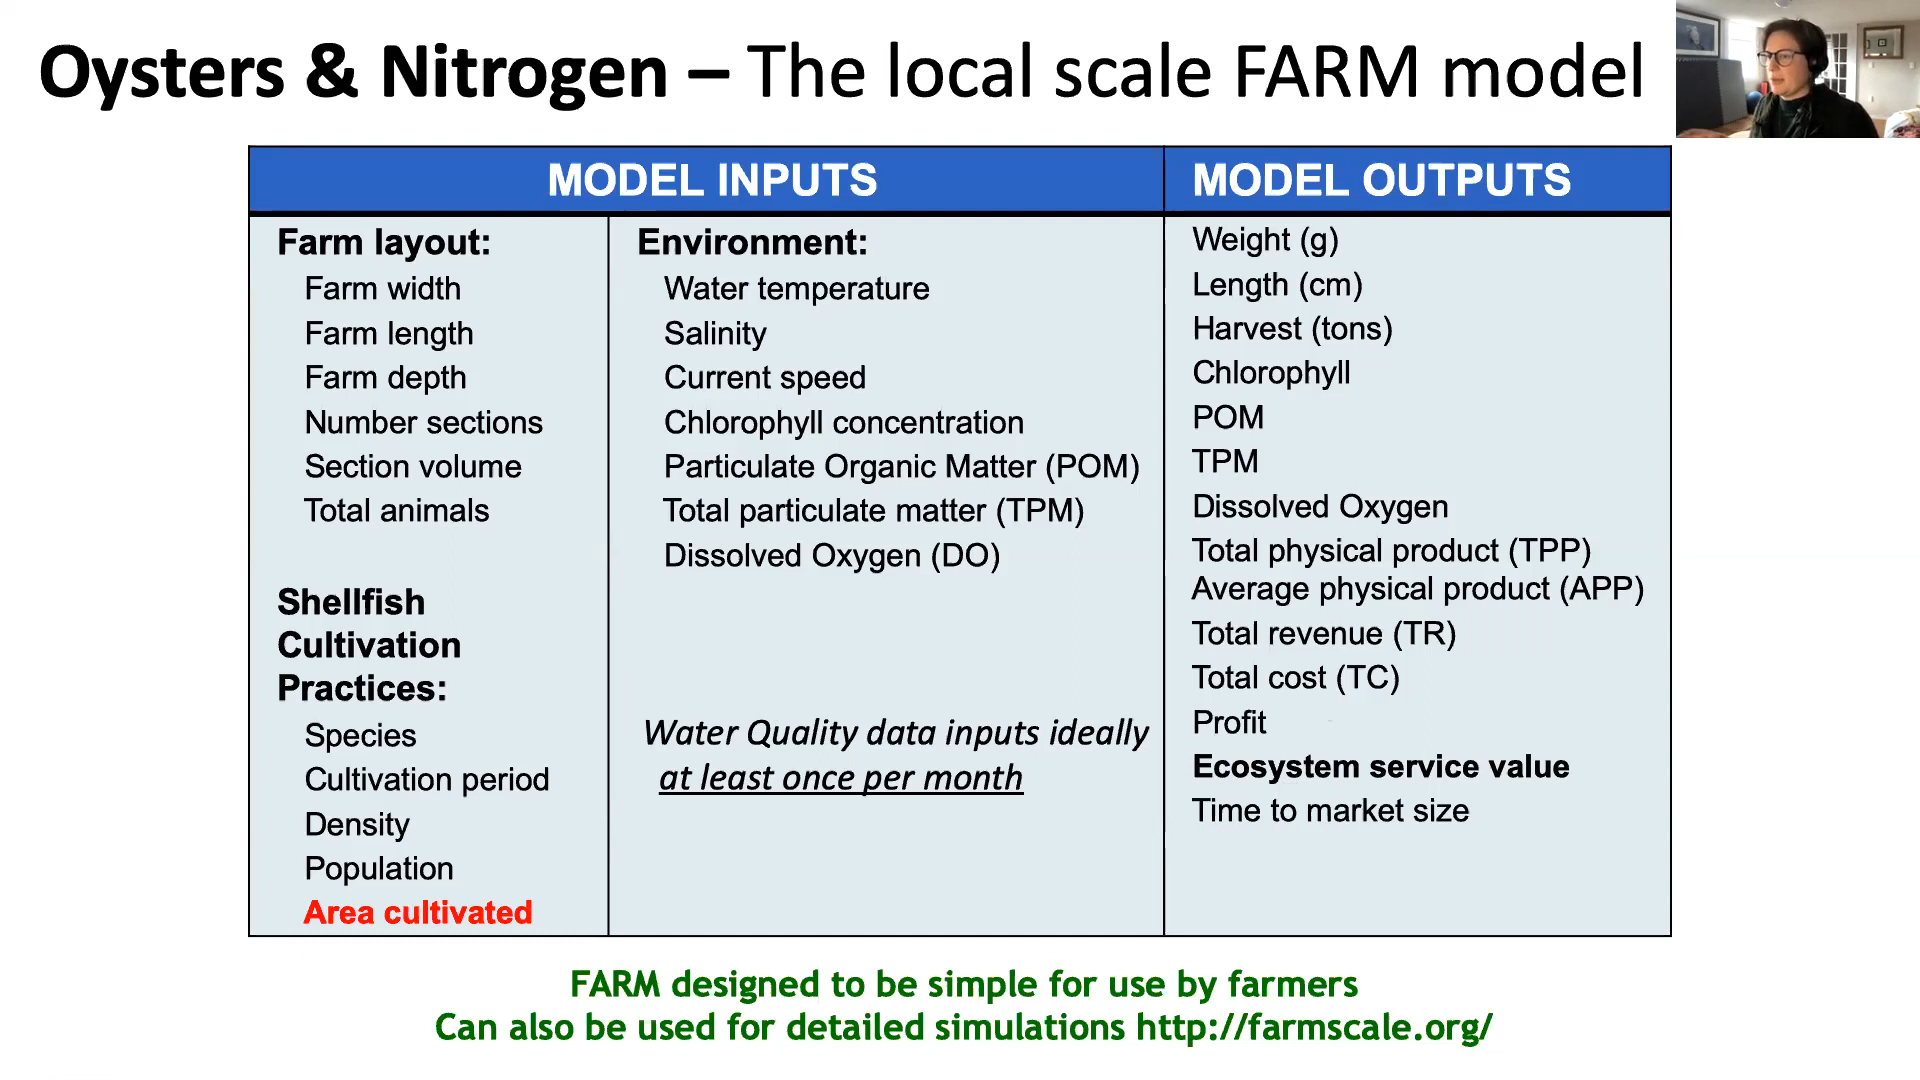 Oysters & Nitrogen – The local scale FARM model
MODEL INPUTS
MODEL OUTPUTS
Farm layout:
Farm width
Farm length
Farm depth
Number sections
Section volume
Total animals
Shellfish
Cultivation
Practices:
Species
Cultivation period
Density
Population
Area cultivated
Environment:
Water temperature
Salinity
Current speed
Chlorophyll concentration
Particulate Organic Matter (POM)
Total particulate matter (TPM)
Dissolved Oxygen (DO)
Water Quality data inputs ideally
at least once per month
Weight (g)
Length (cm)
Harvest (tons)
Chlorophyll
POM
TPM
Dissolved Oxygen
Total physical product (TPP)
Average physical product (APP)
Total revenue (TR)
Total cost (TC)
Profit
Ecosystem service value
Time to market size
FARM designed to be simple for use by farmers
Can also be used for detailed simulations http://farmscale.org/